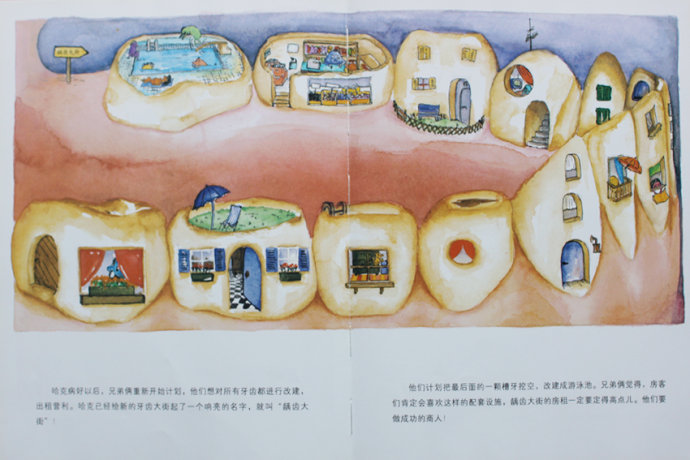 龋齿大街
哈克病好以后，兄弟俩重新开始计划，他们想对所有牙齿都进行改建，
出租营利。哈克已经给新的牙齿大街起了一个响亮的名字，就叫“龋齿大
街”！
他们计划把最后面的一颗槽牙挖空，改建成游泳池。兄弟俩觉得，房客
们肯定会喜欢这样的配套设施，龋齿大街的房租一定要定得高点儿。他们要
做成功的商人！